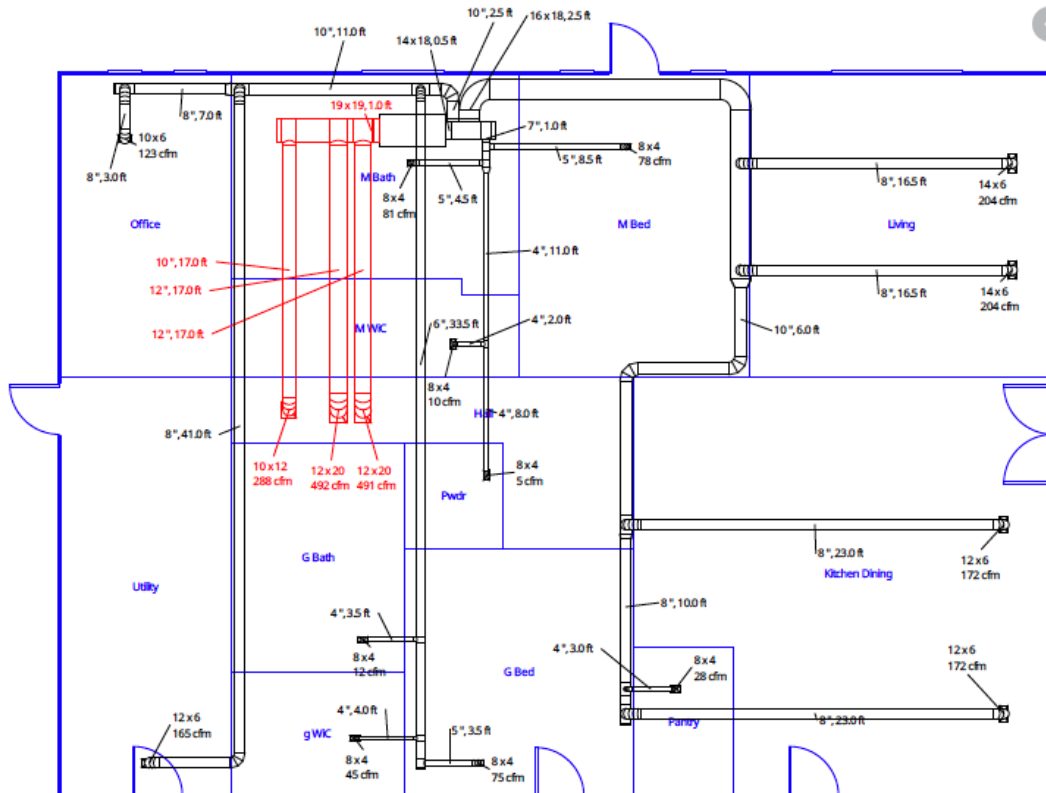 10", 2.5 ft
16 x 18, 2.5 ft
10", 11.0 ft
14 x 18, 0.5 ft
19 x 19, 1.0 ft
8", 7.0 ft
10 x 6
123 cfm
8", 3.0 ft
7", 1.0 ft
5", 8.5 ft
8 x 4
78 cfm
M Bath
8 x 4
81 cfm
5", 4.5 ft
8", 16.5 ft
14 x 6
204 cfm
Office
M Bed
Living
4", 11.0 ft
10", 17.0 ft
12", 17.0 ft
12", 17.0 ft
8", 16.5 ft
14 x 6
204 cfm
M WiC
6", 33.5 ft
4", 2.0 ft
10", 6.0 ft
8 x 4
10 cfm
Hall
4", 8.0 ft
8", 41.0 ft
10 x 12
288 cfm
12 x 20
492 cfm
12 x 20
491 cfm
8 x 4
5 cfm
Pwdr
G Bath
8", 23.0 ft
12 x 6
172 cfm
Kitchen Dining
Utility
8", 10.0 ft
4", 3.5 ft
8 x 4
12 cfm
4", 3.0 ft
8 x 4
28 cfm
12 x 6
172 cfm
G Bed
4", 4.0 ft
g WiC
Pantry
8", 23.0 ft
12 x 6
165 cfm
5", 3.5 ft
8 x 4
45 cfm
8 x 4
75 cfm